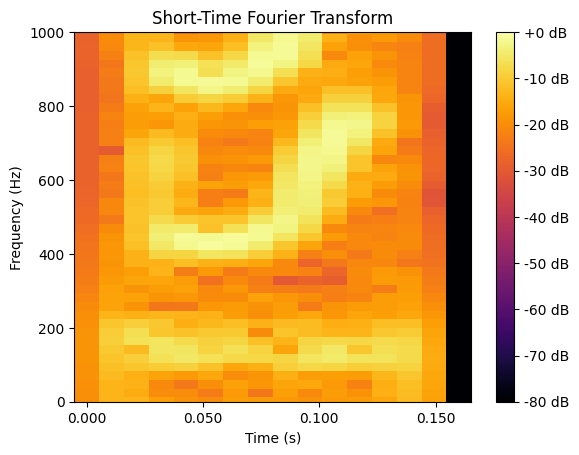 Short-Time Fourier Transform
1000
800
600
400
200
0
Frequency (Hz)
0.000
0.050
0.100
0.150
Time (s)
+0 dB
-10 dB
-20 dB
-30 dB
-40 dB
-50 dB
-60 dB
-70 dB
-80 dB